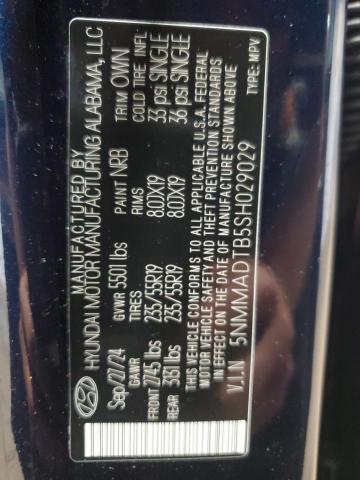 MANUFACTURED BY
HYUNDAI MOTOR MANUFACTURING ALABAMA, LLC
Sep/27/24 GVWR 5501 lbs PAINT NRB TRIM OWN
GAWR TIRES RIMS COLD TIRE INFL
FRONT 2745 lbs 235/55R19 8.0JX19 35 psi SINGLE
REAR 3361 lbs 235/55R19 8.0JX19 36 psi SINGLE
THIS VEHICLE CONFORMS TO ALL APPLICABLE U.S.A. FEDERAL
MOTOR VEHICLE SAFETY, BUMPER, AND THEFT PREVENTION STANDARDS
IN EFFECT ON THE DATE OF MANUFACTURE SHOWN ABOVE
V.I.N 5NMMADTB5SH029029 TYPE: MPV